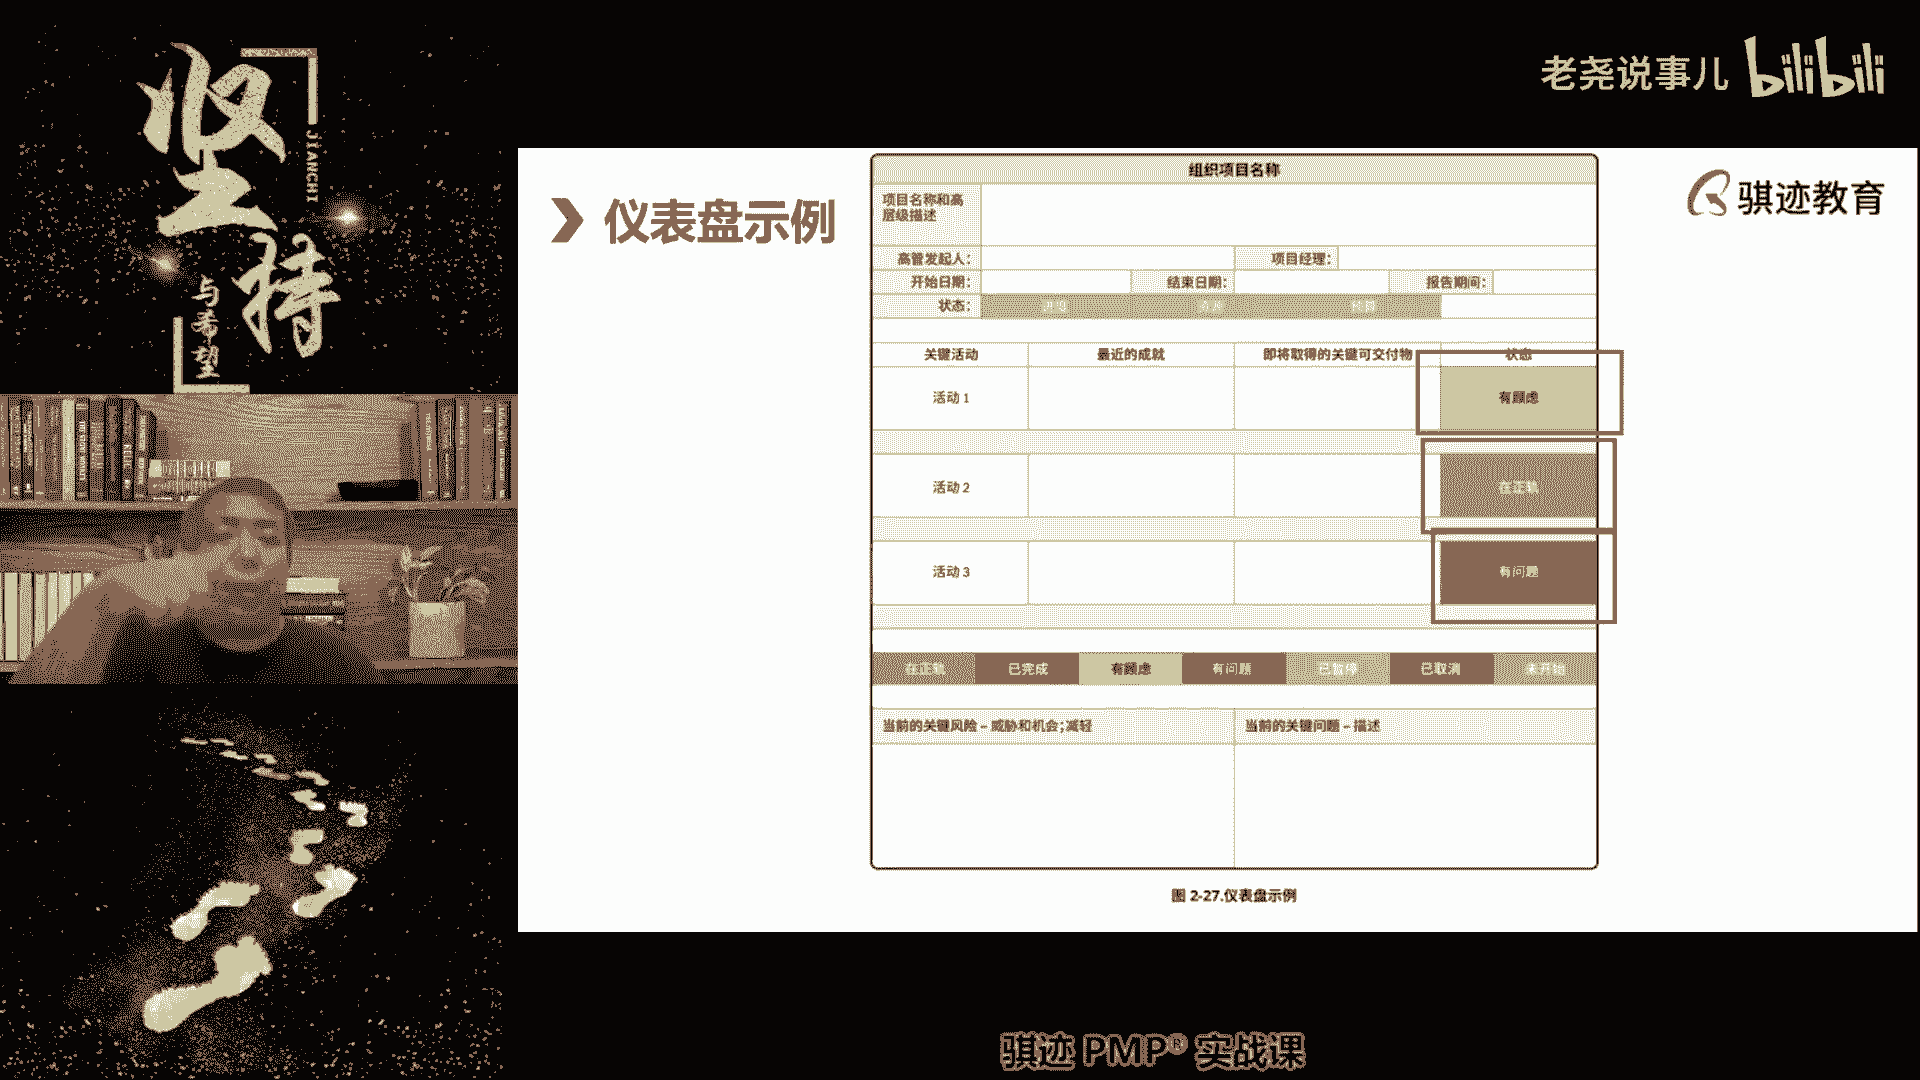 坚持
JIANCHI
与希望
老尧说事儿 bilibili
仪表盘示例
骐迹教育
组织项目名称
项目名称和高
层级描述
高管发起人：
项目经理：
开始日期：
结束日期：
报告期间：
状态：
关键活动
最近的成就
即将取得的关键可交付物
状态
活动 1
有顾虑
活动 2
在正轨
活动 3
有问题
在正轨
已完成
有顾虑
有问题
已暂停
已取消
未开始
当前的关键风险 – 威胁和机会；减轻
当前的关键问题 – 描述
图 2-27.仪表盘示例
骐迹 PMP® 实战课